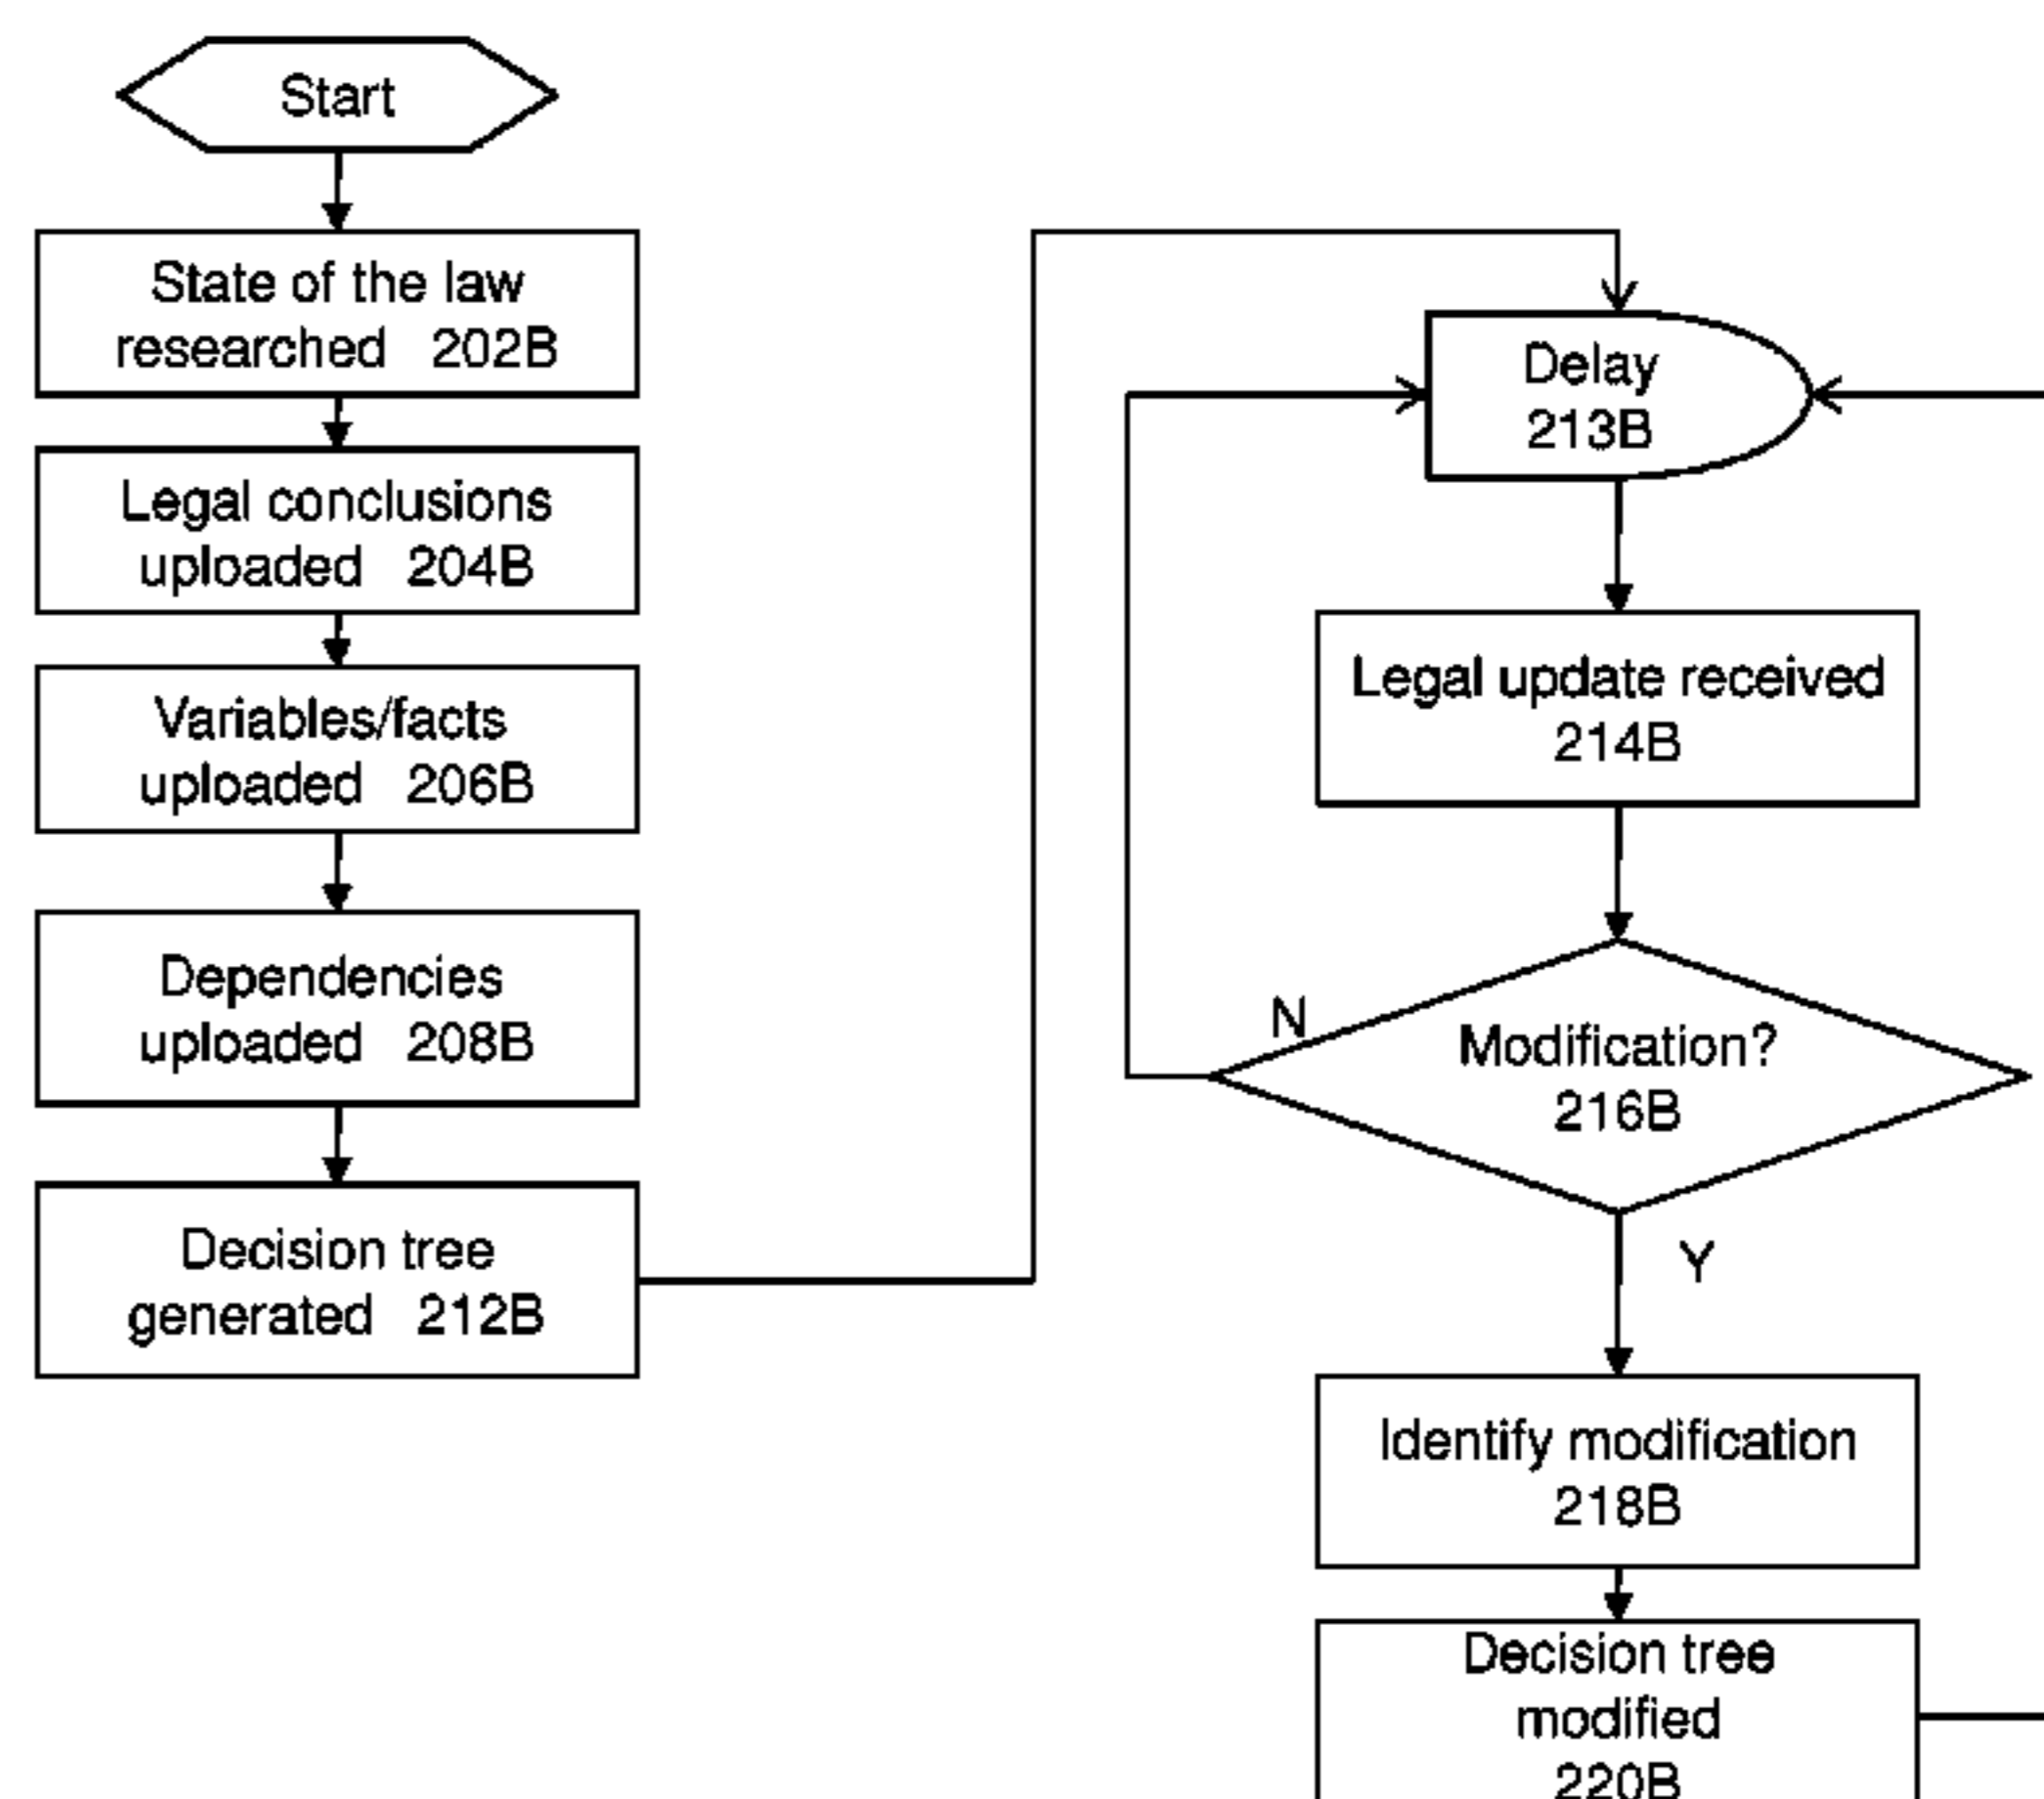 Start
State of the law
researched 202B
Legal conclusions
uploaded 204B
Variables/facts
uploaded 206B
Dependencies
uploaded 208B
Decision tree
generated 212B
Delay
213B
Legal update received
214B
N
Modification?
216B
Y
Identify modification
218B
Decision tree
modified
220B